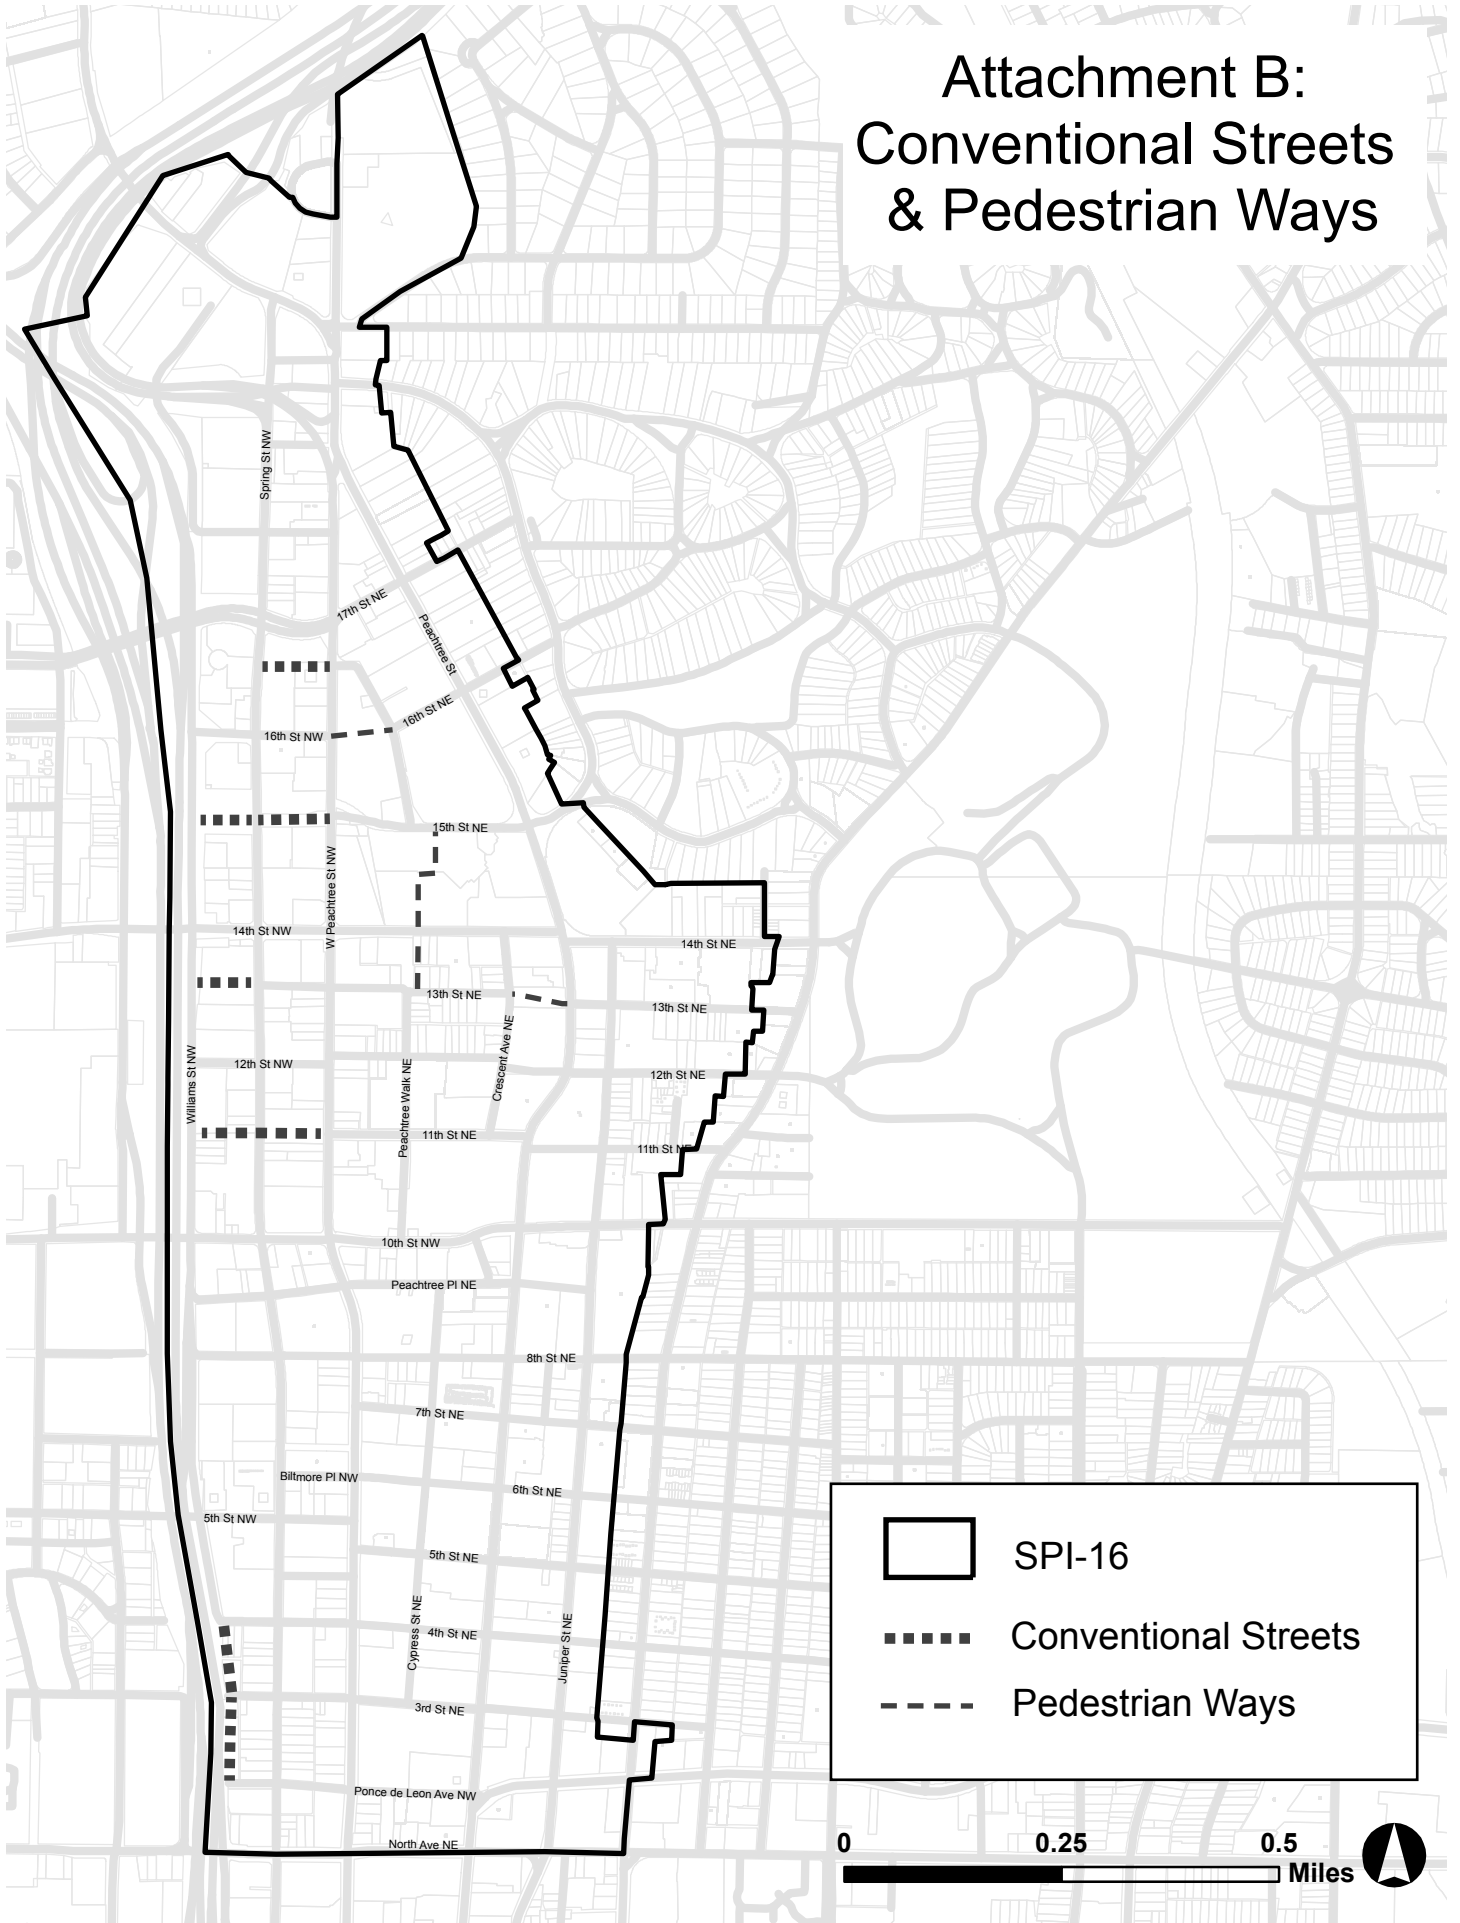 Attachment B:
Conventional Streets
& Pedestrian Ways
Spring St NW
17th St NE
Peachtree St
16th St NE
16th St NW
15th St NE
W Peachtree St NW
14th St NW
14th St NE
13th St NE
13th St NE
Crescent Ave NE
Williams St NW
12th St NW
Peachtree Walk NE
12th St NE
11th St NE
11th St NE
10th St NW
Peachtree Pl NE
8th St NE
7th St NE
Biltmore Pl NW
6th St NE
5th St NW
5th St NE
Cypress St NE
4th St NE
Juniper St NE
3rd St NE
Ponce de Leon Ave NW
North Ave NE
SPI-16
Conventional Streets
Pedestrian Ways
0 0.25 0.5
Miles